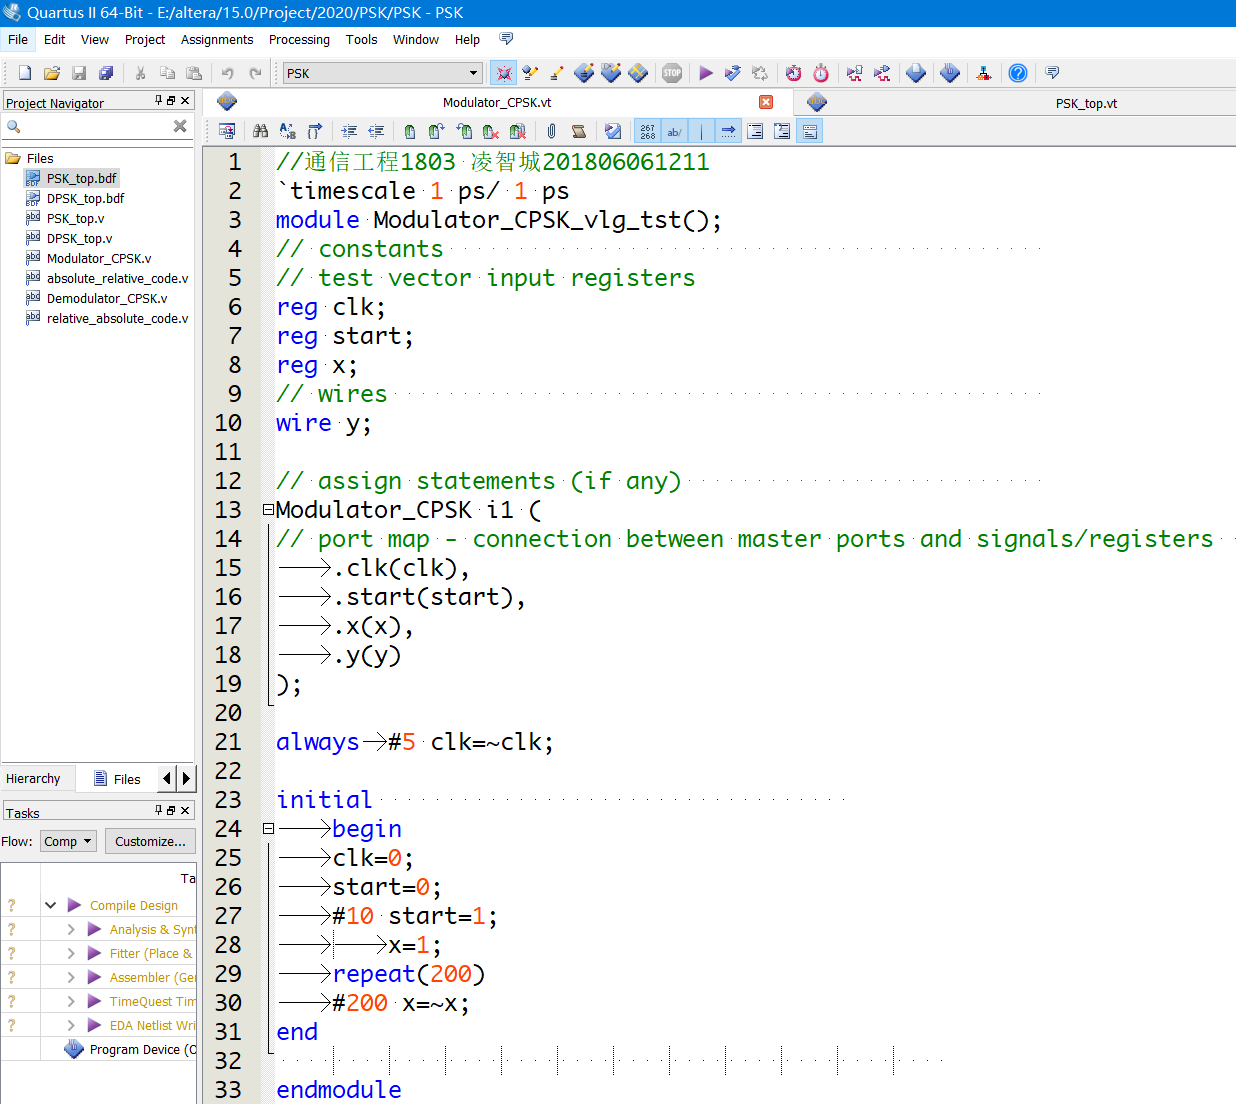 Quartus II 64-Bit - E:/altera/15.0/Project/2020/PSK/PSK - PSK
File Edit View Project Assignments Processing Tools Window Help
PSK
STOP
Project Navigator
Modulator_CPSK.vt
PSK_top.vt
267 268 ab/
Files
PSK_top.bdf
DPSK_top.bdf
PSK_top.v
DPSK_top.v
Modulator_CPSK.v
absolute_relative_code.v
Demodulator_CPSK.v
relative_absolute_code.v
Hierarchy Files
Tasks
Flow: Comp Customize...
Ta
Compile Design
Analysis & Synt
Fitter (Place &
Assembler (Ge
TimeQuest Tim
EDA Netlist Wri
Program Device (O
1 //通信工程1803 凌智城201806061211
2 `timescale 1 ps/ 1 ps
3 module Modulator_CPSK_vlg_tst();
4 // constants
5 // test vector input registers
6 reg clk;
7 reg start;
8 reg x;
9 // wires
10 wire y;
11
12 // assign statements (if any)
13 Modulator_CPSK i1 (
14 // port map - connection between master ports and signals/registers
15 .clk(clk),
16 .start(start),
17 .x(x),
18 .y(y)
19 );
20
21 always #5 clk=~clk;
22
23 initial
24 begin
25 clk=0;
26 start=0;
27 #10 start=1;
28 x=1;
29 repeat(200)
30 #200 x=~x;
31 end
32
33 endmodule